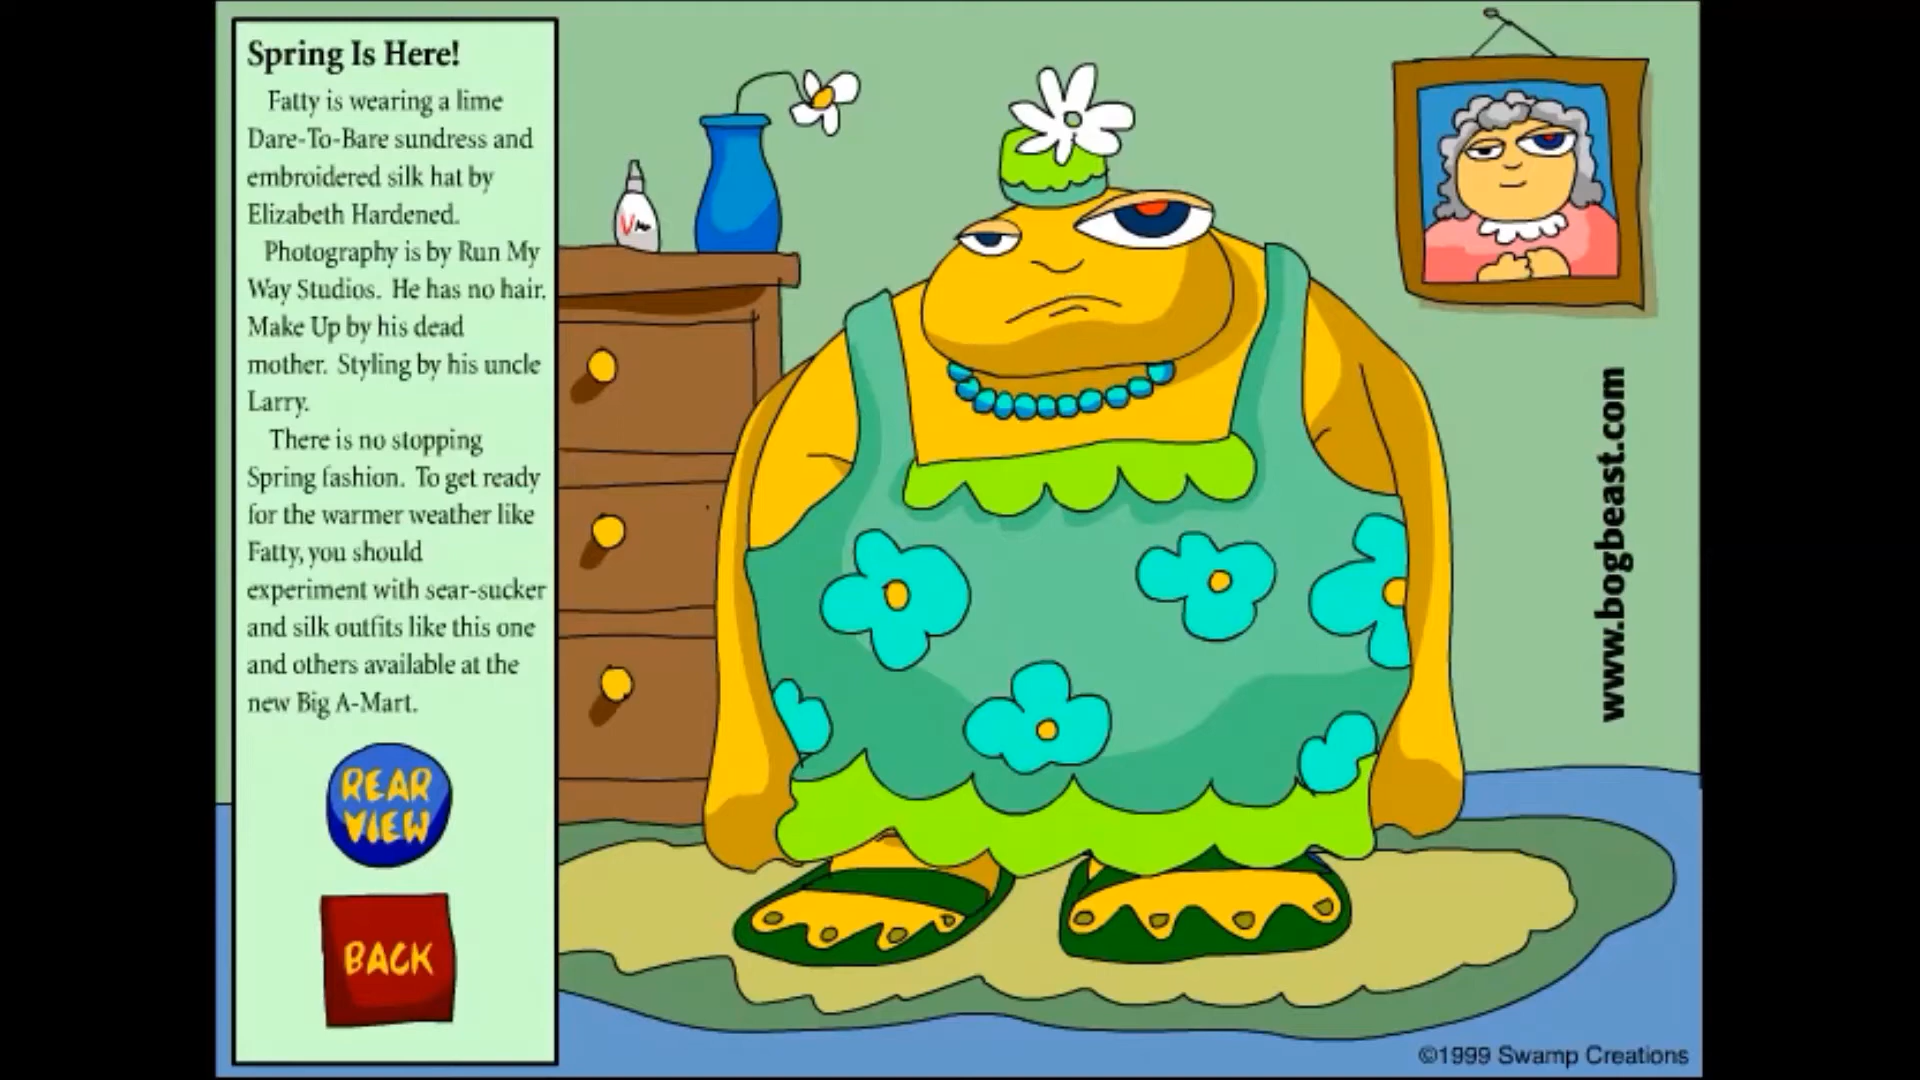 Spring Is Here!
Fatty is wearing a lime
Dare-To-Bare sundress and
embroidered silk hat by
Elizabeth Hardened.
Photography is by Run My
Way Studios. He has no hair.
Make Up by his dead
mother. Styling by his uncle
Larry.
There is no stopping
Spring fashion. To get ready
for the warmer weather like
Fatty, you should
experiment with sear-sucker
and silk outfits like this one
and others available at the
new Big A-Mart.
REAR
VIEW
BACK
www.bogbeast.com
©1999 Swamp Creations